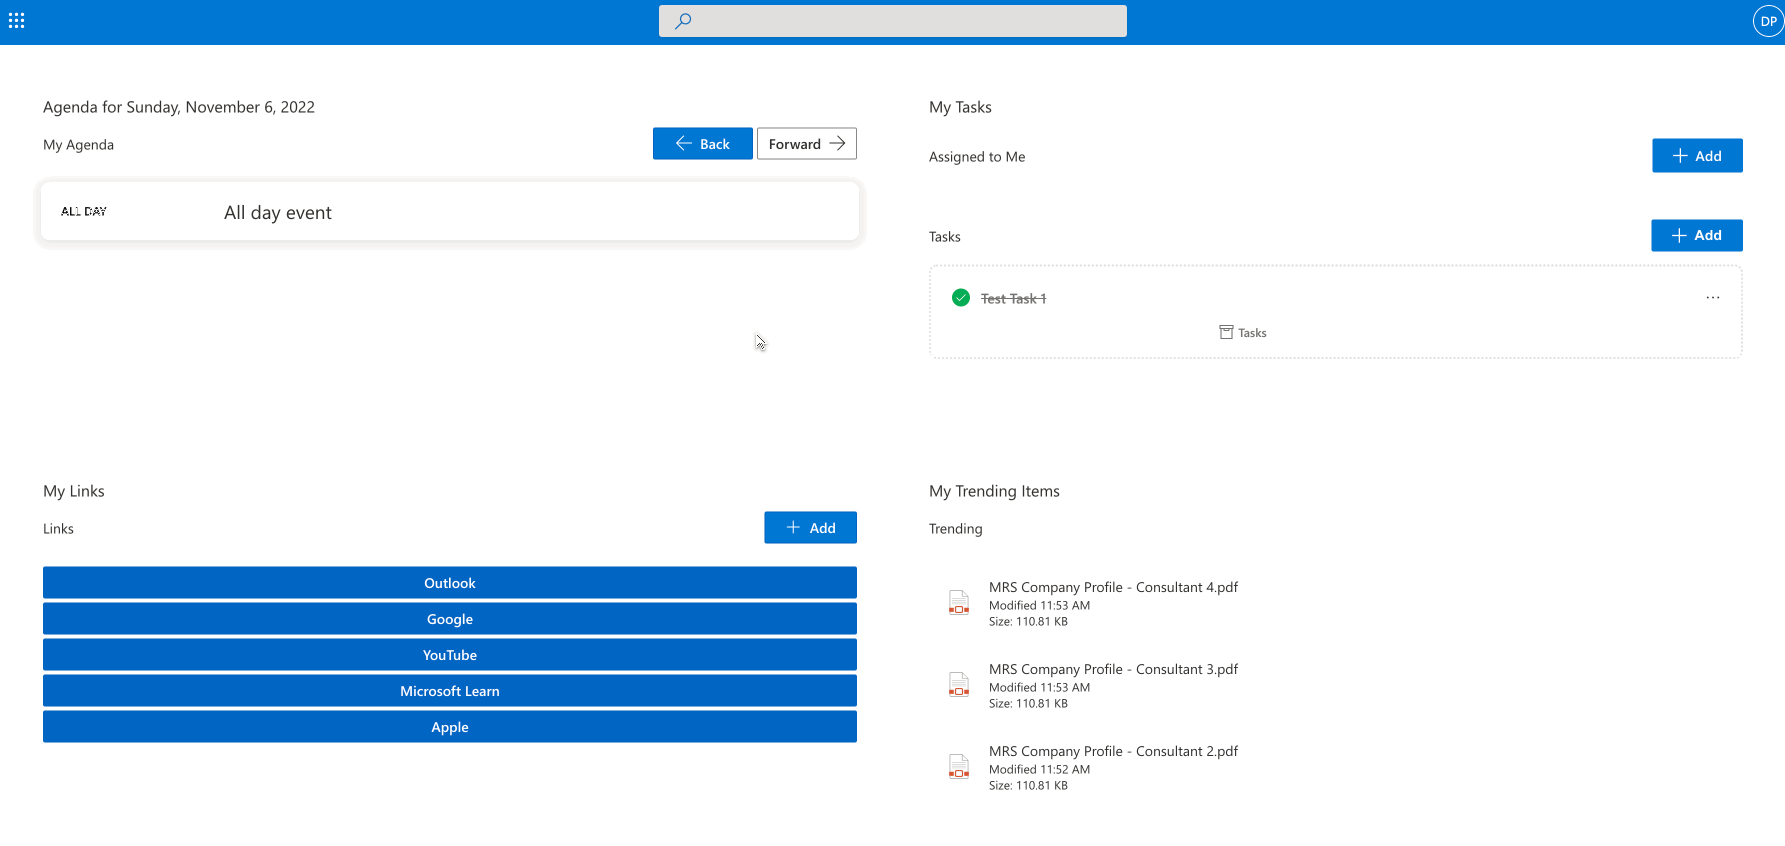 DP
Agenda for Sunday, November 6, 2022
My Agenda
Back
Forward
ALL DAY
All day event
My Tasks
Assigned to Me
Add
Tasks
Add
Test Task 1
...
Tasks
My Links
Links
Add
Outlook
Google
YouTube
Microsoft Learn
Apple
My Trending Items
Trending
MRS Company Profile - Consultant 4.pdf
Modified 11:53 AM
Size: 110.81 KB
MRS Company Profile - Consultant 3.pdf
Modified 11:53 AM
Size: 110.81 KB
MRS Company Profile - Consultant 2.pdf
Modified 11:52 AM
Size: 110.81 KB